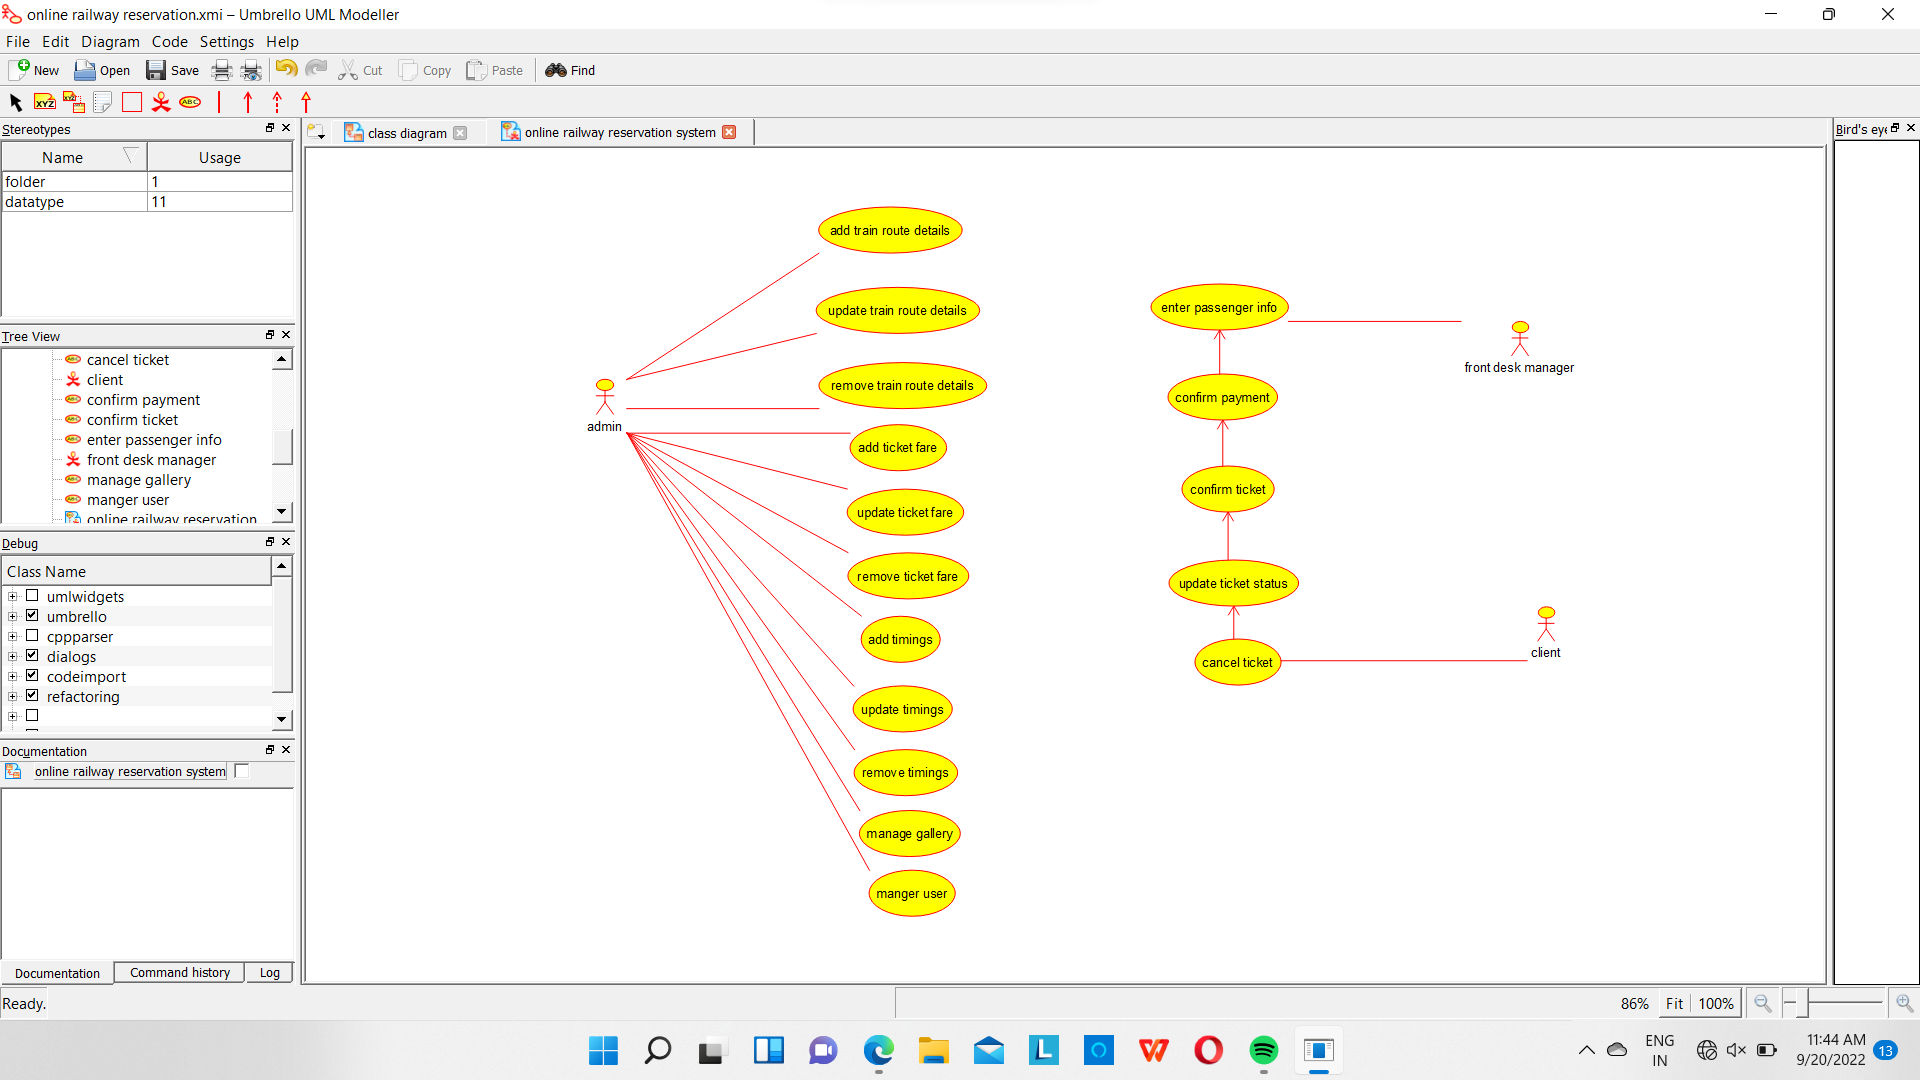 online railway reservation.xmi – Umbrello UML Modeller
File Edit Diagram Code Settings Help
New Open Save Cut Copy Paste Find
XYZ XYZ ABC
Stereotypes
Name Usage
folder 1
datatype 11
Tree View
cancel ticket
client
confirm payment
confirm ticket
enter passenger info
front desk manager
manage gallery
manger user
online railway reservation
Debug
Class Name
umlwidgets
umbrello
cppparser
dialogs
codeimport
refactoring
Documentation
online railway reservation system
Documentation Command history Log
class diagram online railway reservation system
Bird's eye
add train route details
update train route details
remove train route details
admin
add ticket fare
update ticket fare
remove ticket fare
add timings
update timings
remove timings
manage gallery
manger user
enter passenger info
front desk manager
confirm payment
confirm ticket
update ticket status
cancel ticket
client
Ready.
86% Fit 100%
L W
ENG
IN
11:44 AM
9/20/2022
13